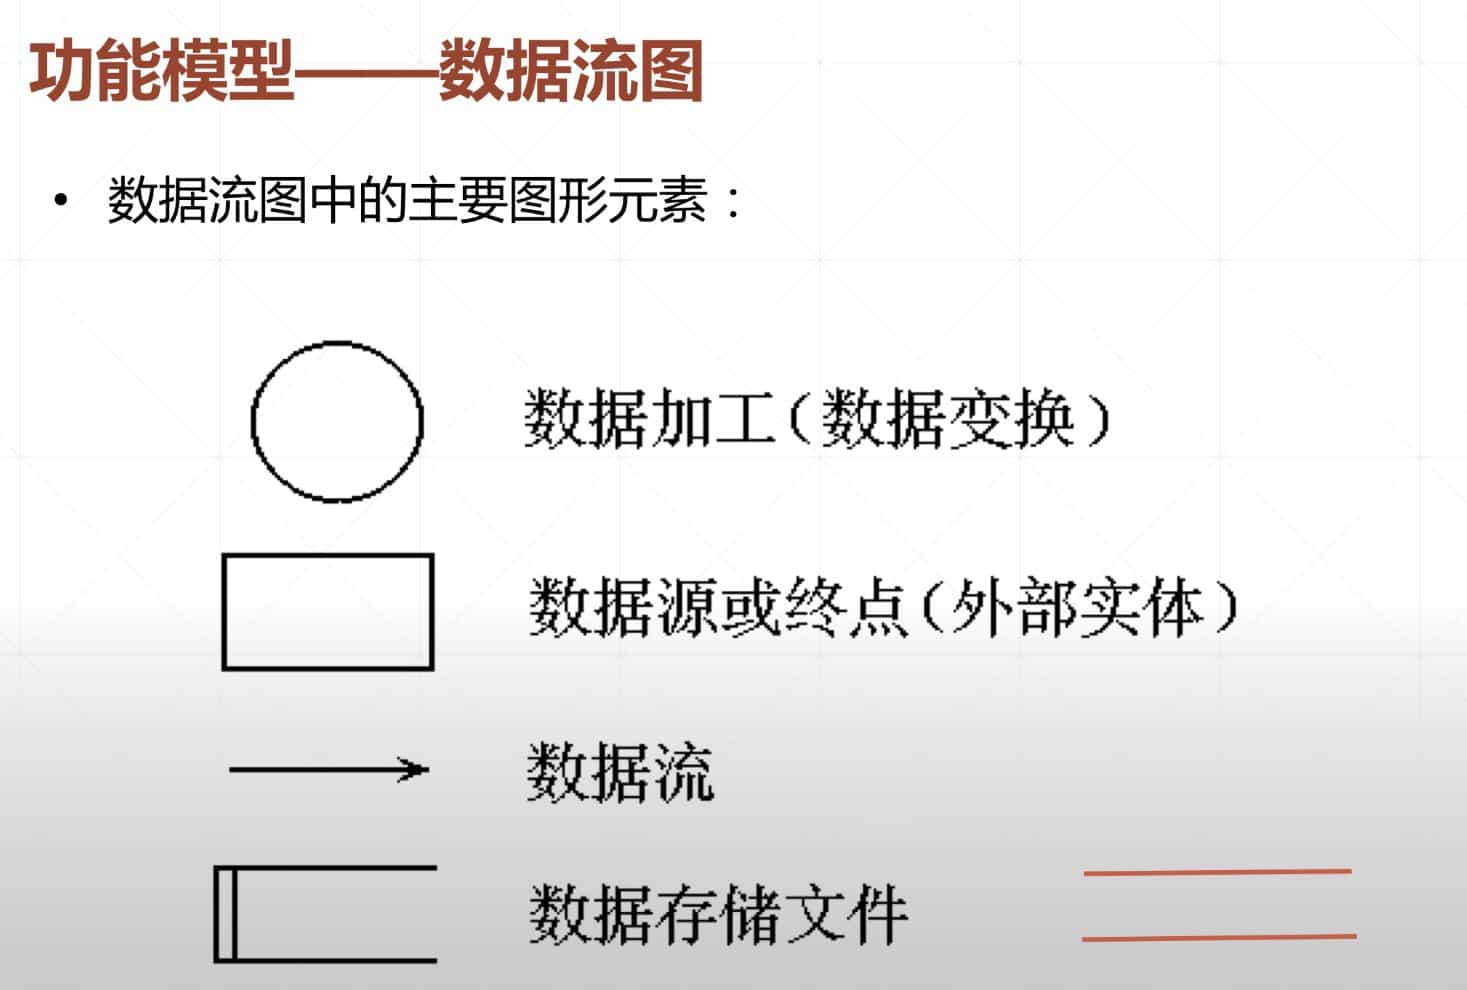 功能模型——数据流图
• 数据流图中的主要图形元素：
数据加工（数据变换）
数据源或终点（外部实体）
数据流
数据存储文件